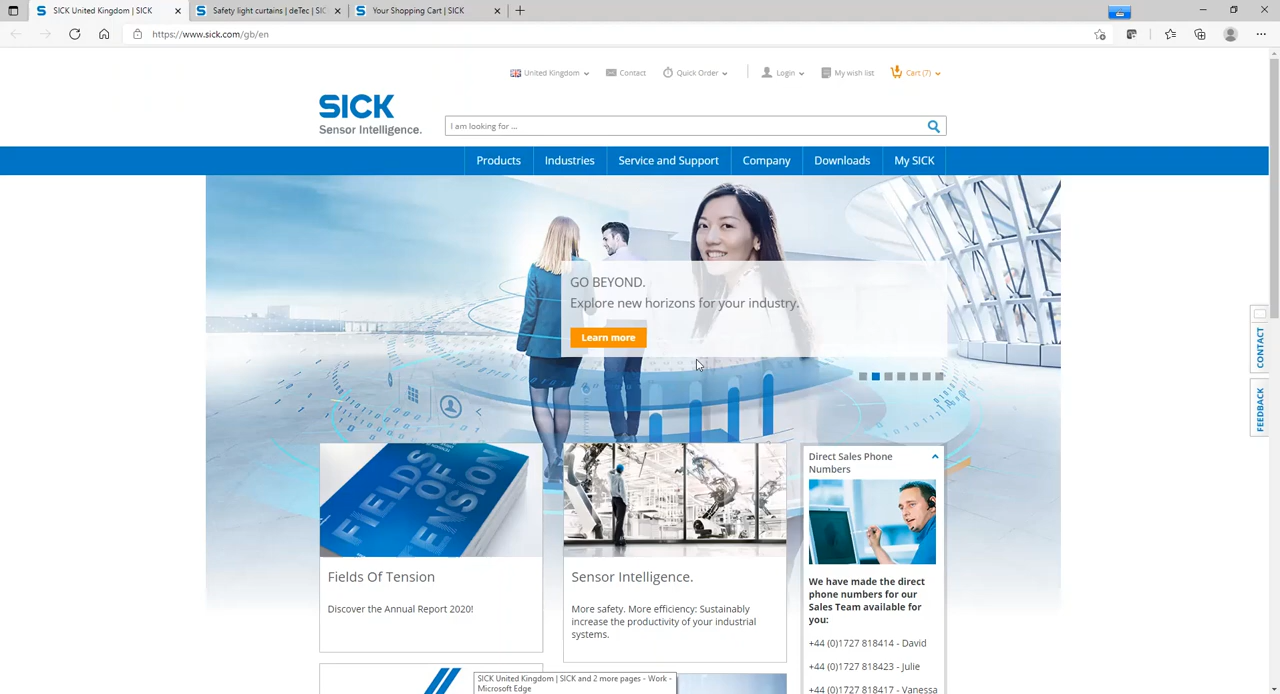 SICK United Kingdom | SICK
Safety light curtains | deTec | SIC
Your Shopping Cart | SICK
https://www.sick.com/gb/en
United Kingdom
Contact
Quick Order
Login
My wish list
Cart (7)
SICK
Sensor Intelligence.
I am looking for ...
Products
Industries
Service and Support
Company
Downloads
My SICK
GO BEYOND.
Explore new horizons for your industry.
Learn more
CONTACT
FEEDBACK
FIELDS
OF
TENSION
Fields Of Tension
Discover the Annual Report 2020!
Sensor Intelligence.
More safety. More efficiency: Sustainably
increase the productivity of your industrial
systems.
Direct Sales Phone
Numbers
We have made the direct
phone numbers for our
Sales Team available for
you:
+44 (0)1727 818414 - David
+44 (0)1727 818423 - Julie
+44 (0)1727 818417 - Vanessa
SICK United Kingdom | SICK and 2 more pages - Work -
Microsoft Edge